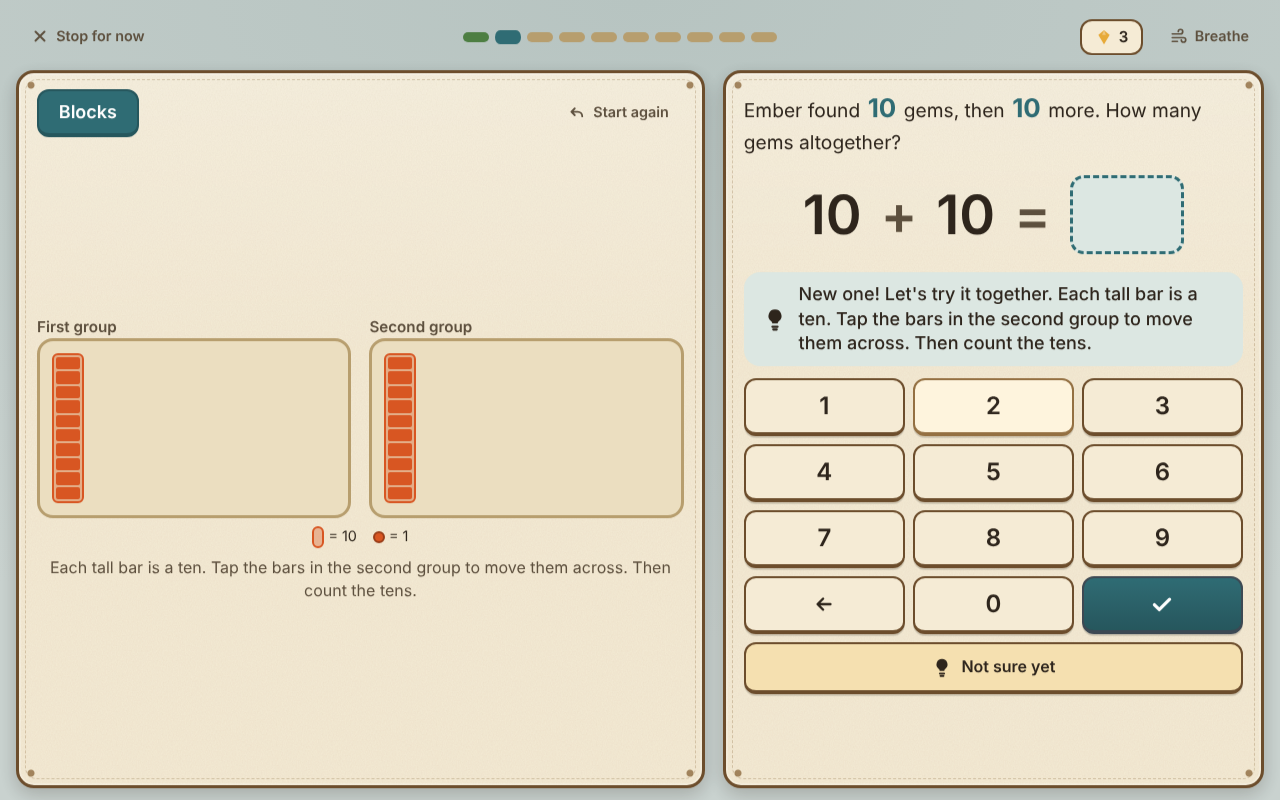 Stop for now
3
Breathe
Blocks
Start again
First group
Second group
= 10 = 1
Each tall bar is a ten. Tap the bars in the second group to move them across. Then
count the tens.
Ember found 10 gems, then 10 more. How many
gems altogether?
10 + 10 =
New one! Let's try it together. Each tall bar is a
ten. Tap the bars in the second group to move
them across. Then count the tens.
1 2 3
4 5 6
7 8 9
0
Not sure yet